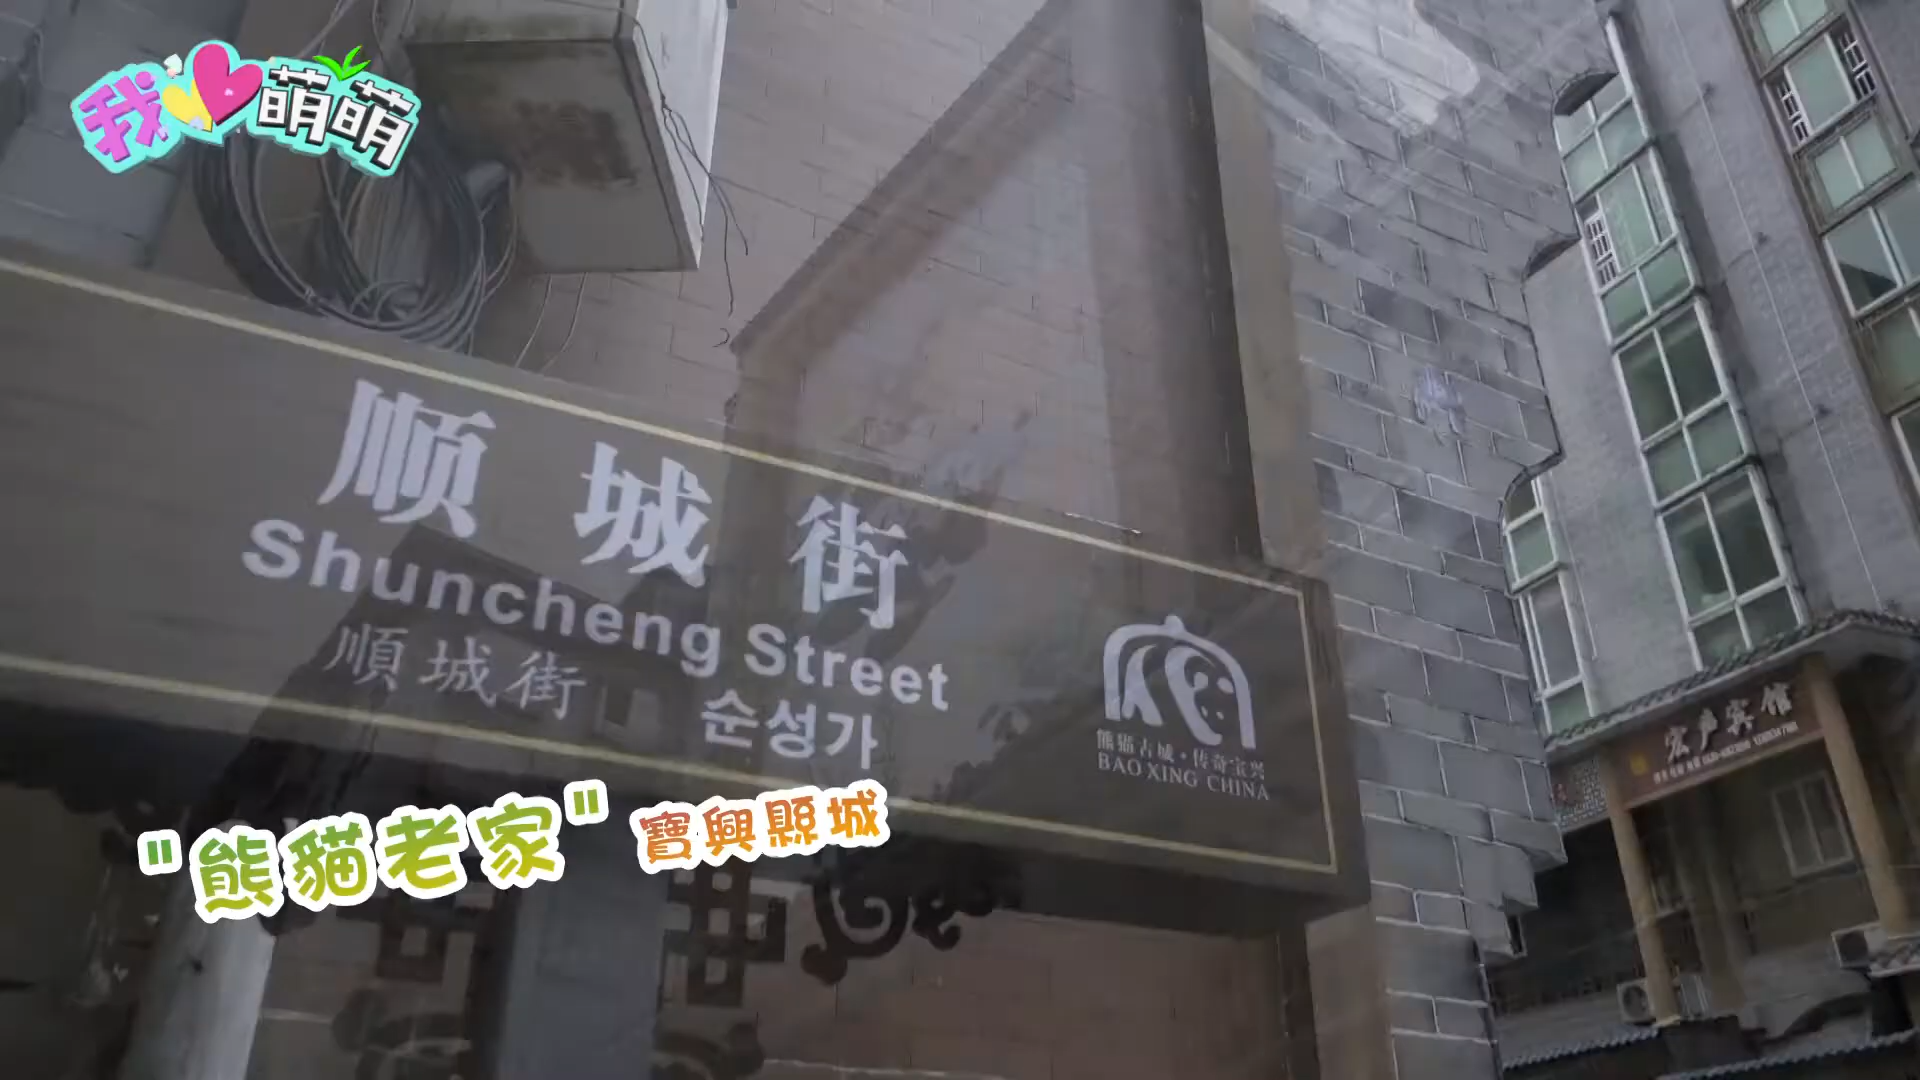 我萌萌
顺城街
Shuncheng Street
順城街 순성가
熊猫古城·传奇宝兴
BAO XING CHINA
宏声宾馆
"熊貓老家"寶興縣城